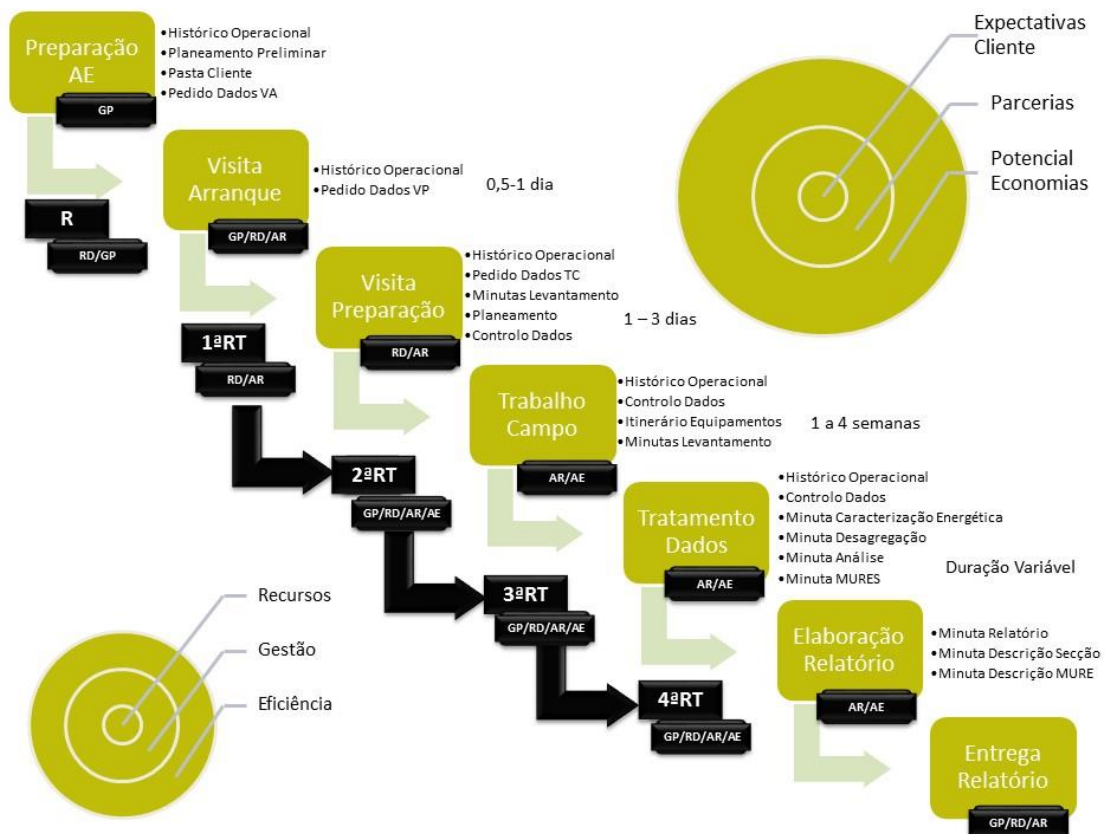 Preparação
AE
GP
•Histórico Operacional
•Planeamento Preliminar
•Pasta Cliente
•Pedido Dados VA
Expectativas
Cliente
Parcerias
Potencial
Economias
R
RD/GP
Visita
Arranque
GP/RD/AR
•Histórico Operacional
•Pedido Dados VP
0,5-1 dia
1ªRT
RD/AR
Visita
Preparação
RD/AR
•Histórico Operacional
•Pedido Dados TC
•Minutas Levantamento
•Planeamento
•Controlo Dados
1 – 3 dias
2ªRT
GP/RD/AR/AE
Trabalho
Campo
AR/AE
•Histórico Operacional
•Controlo Dados
•Itinerário Equipamentos
•Minutas Levantamento
1 a 4 semanas
3ªRT
GP/RD/AR/AE
Tratamento
Dados
AR/AE
•Histórico Operacional
•Controlo Dados
•Minuta Caracterização Energética
•Minuta Desagregação
•Minuta Análise
•Minuta MURES
Duração Variável
4ªRT
GP/RD/AR/AE
Elaboração
Relatório
AR/AE
•Minuta Relatório
•Minuta Descrição Secção
•Minuta Descrição MURE
Entrega
Relatório
GP/RD/AR
Recursos
Gestão
Eficiência